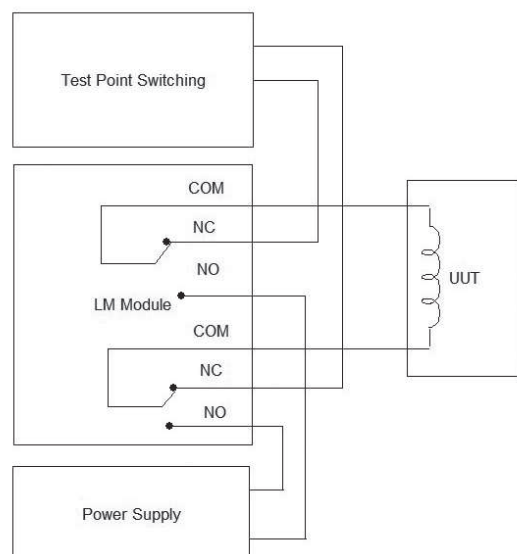 Test Point Switching
COM
NC
NO
LM Module
UUT
COM
NC
NO
Power Supply